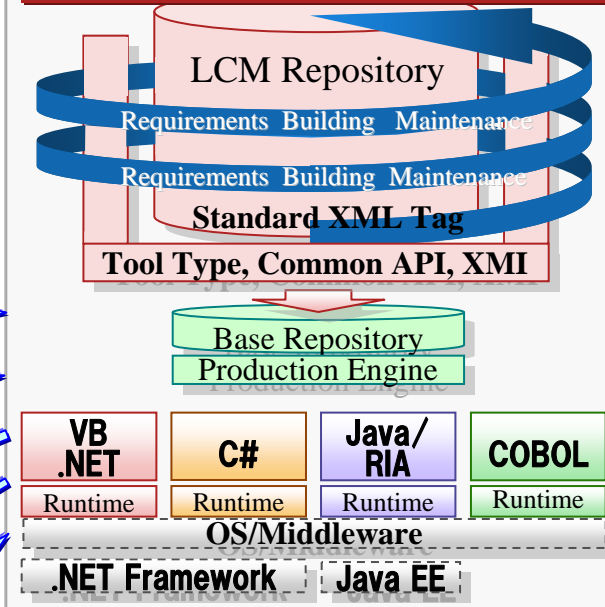 LCM Repository
Requirements Building Maintenance
Requirements Building Maintenance
Standard XML Tag
Tool Type, Common API, XMI
Base Repository
Production Engine
VB
.NET
C#
Java/
RIA
COBOL
Runtime
Runtime
Runtime
Runtime
OS/Middleware
.NET Framework
Java EE